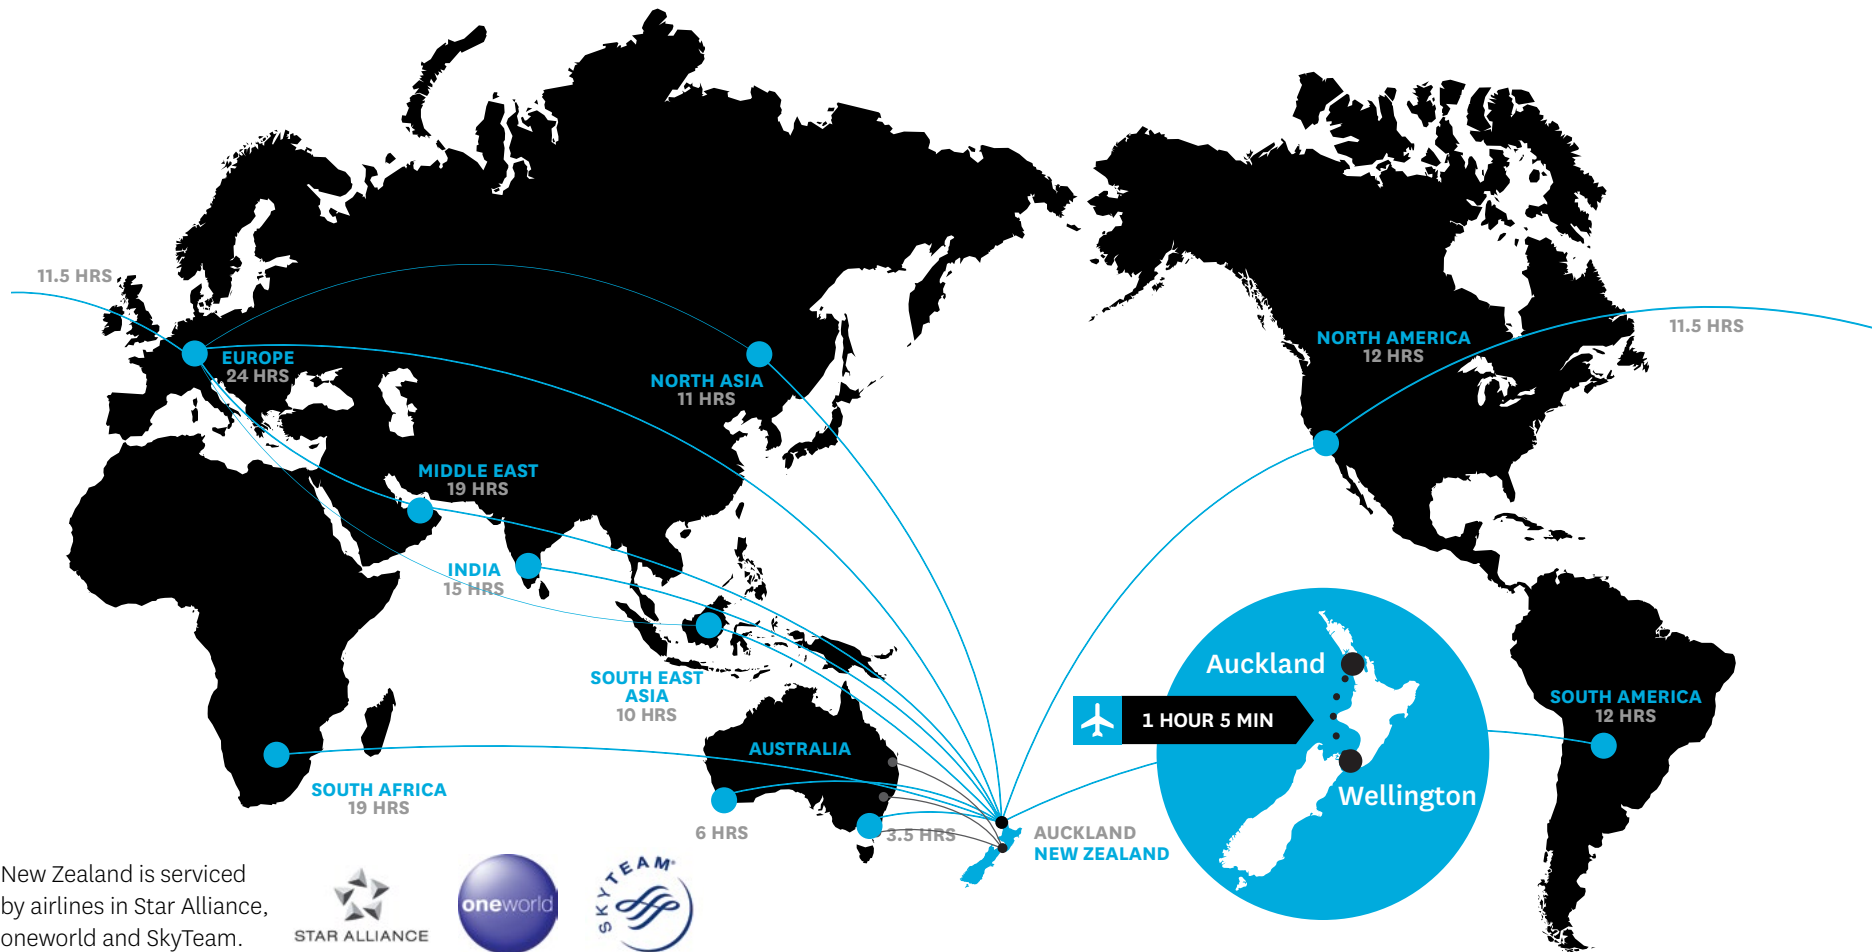 11.5 HRS
EUROPE
24 HRS
NORTH ASIA
11 HRS
NORTH AMERICA
12 HRS
11.5 HRS
MIDDLE EAST
19 HRS
INDIA
15 HRS
SOUTH EAST
ASIA
10 HRS
AUSTRALIA
SOUTH AFRICA
19 HRS
6 HRS
3.5 HRS
AUCKLAND
NEW ZEALAND
Auckland
1 HOUR 5 MIN
Wellington
SOUTH AMERICA
12 HRS
New Zealand is serviced
by airlines in Star Alliance,
oneworld and SkyTeam.
STAR ALLIANCE
oneworld
SKYTEAM